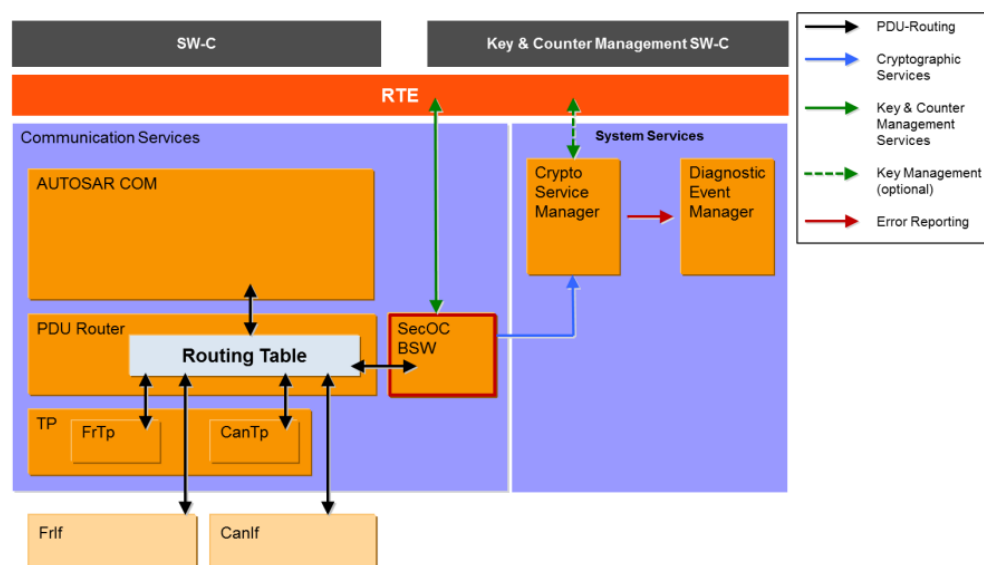 SW-C
Key & Counter Management SW-C
RTE
Communication Services
System Services
AUTOSAR COM
Crypto
Service
Manager
Diagnostic
Event
Manager
PDU Router
Routing Table
SecOC
BSW
TP
FrTp
CanTp
FrIf
CanIf
PDU-Routing
Cryptographic
Services
Key & Counter
Management
Services
Key Management
(optional)
Error Reporting